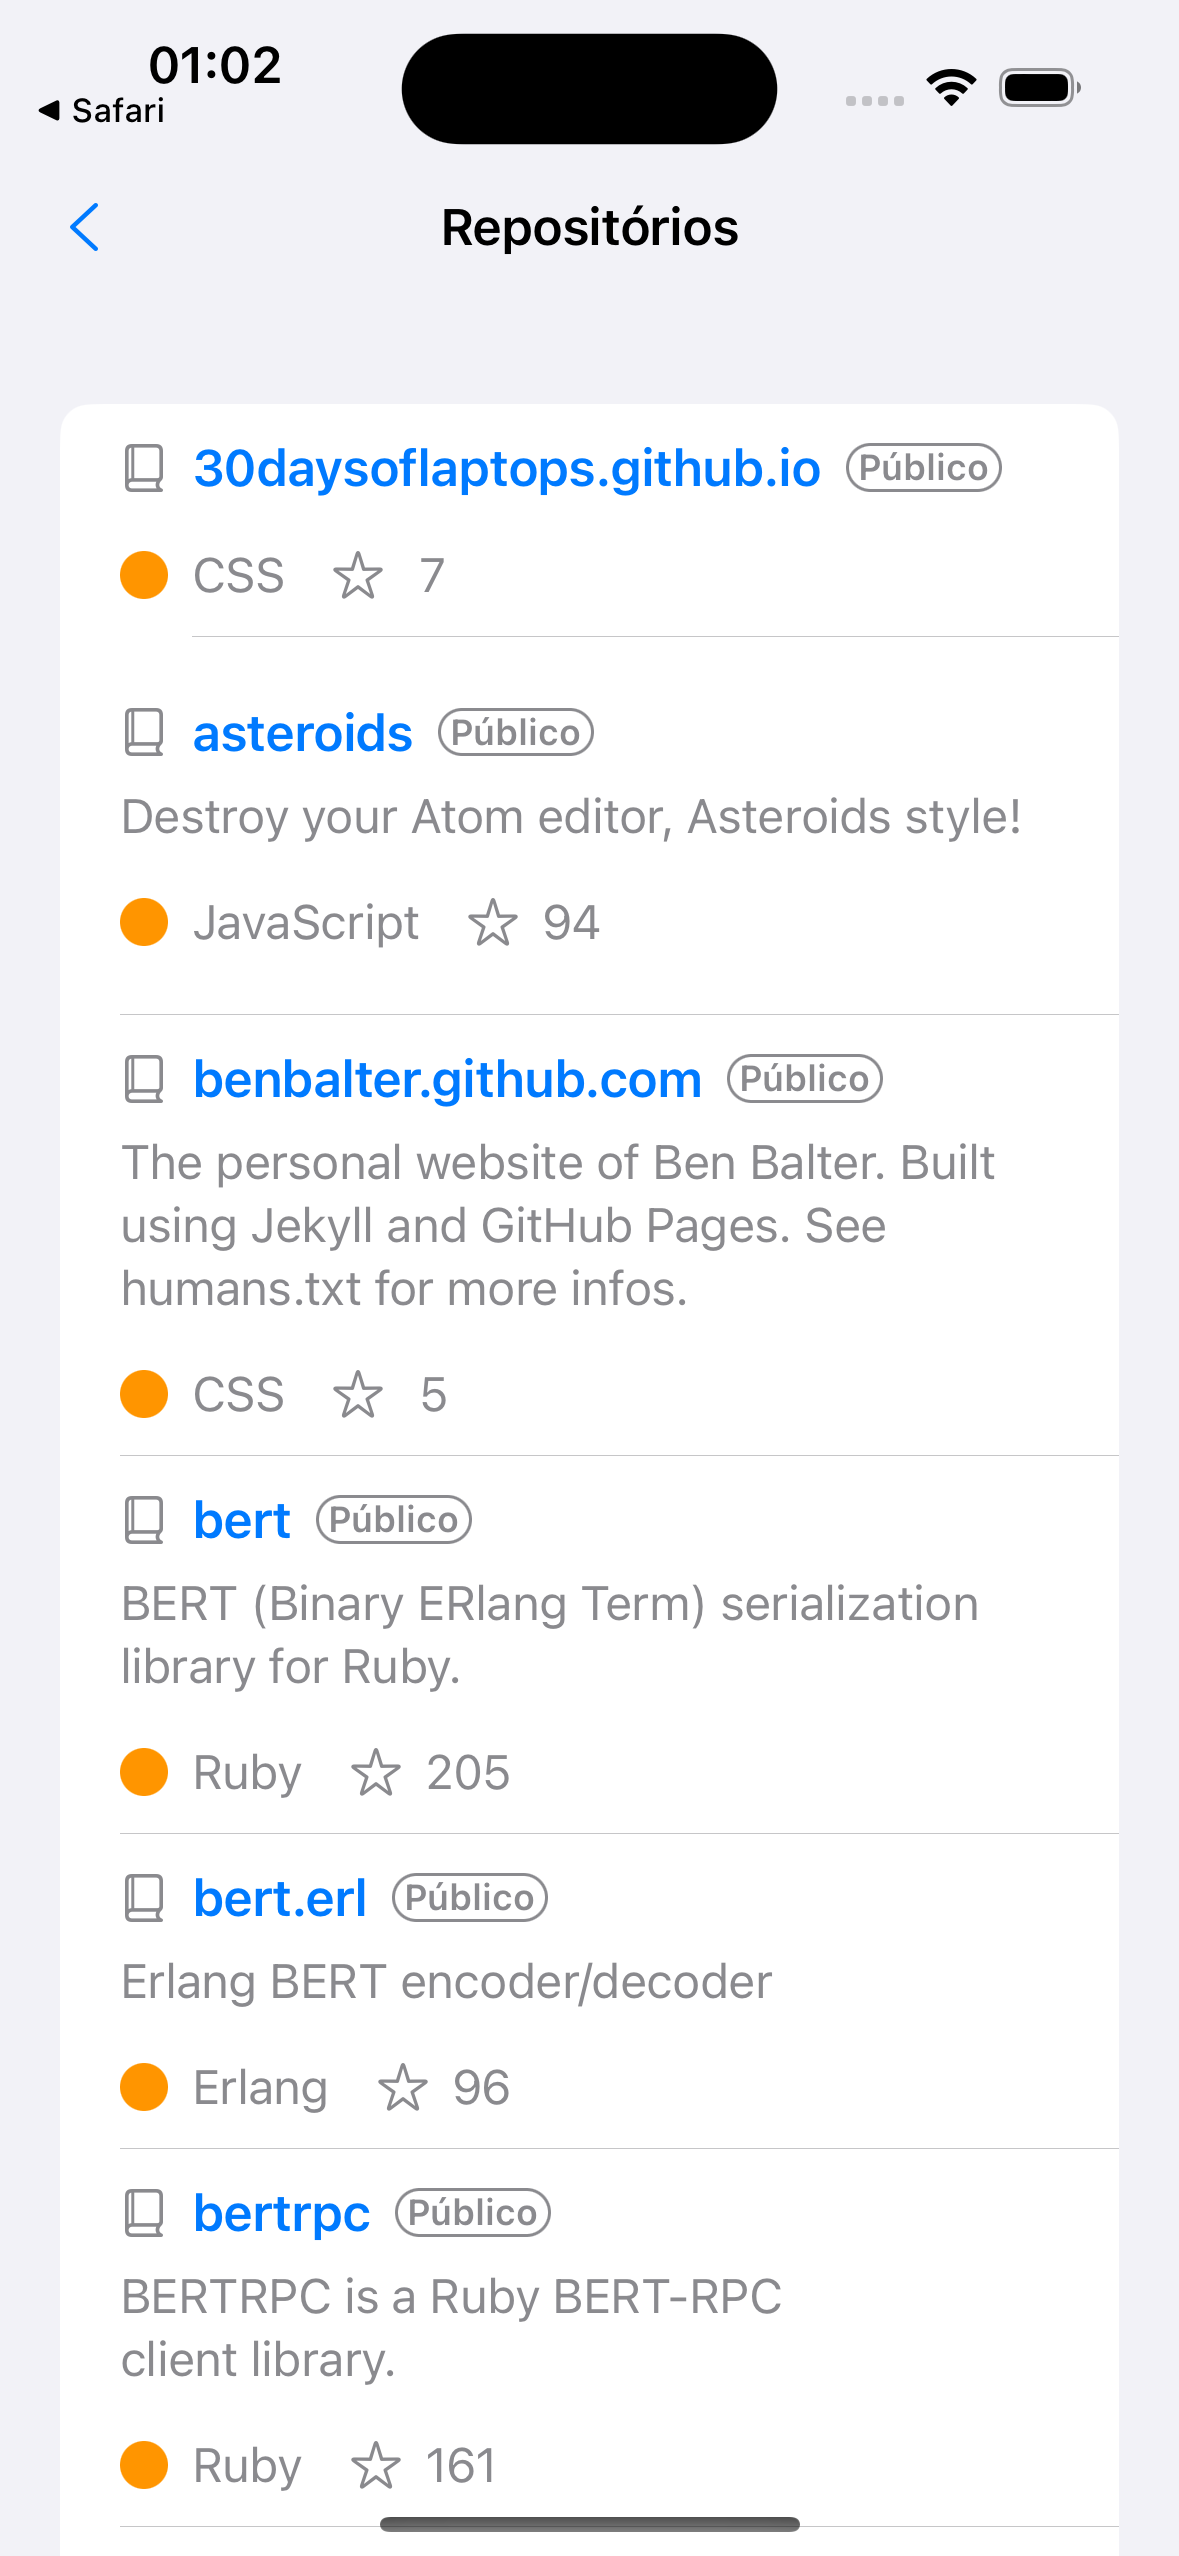 01:02
◀ Safari
Repositórios
30daysoflaptops.github.io Público
CSS 7
asteroids Público
Destroy your Atom editor, Asteroids style!
JavaScript 94
benbalter.github.com Público
The personal website of Ben Balter. Built
using Jekyll and GitHub Pages. See
humans.txt for more infos.
CSS 5
bert Público
BERT (Binary ERlang Term) serialization
library for Ruby.
Ruby 205
bert.erl Público
Erlang BERT encoder/decoder
Erlang 96
bertrpc Público
BERTRPC is a Ruby BERT-RPC
client library.
Ruby 161